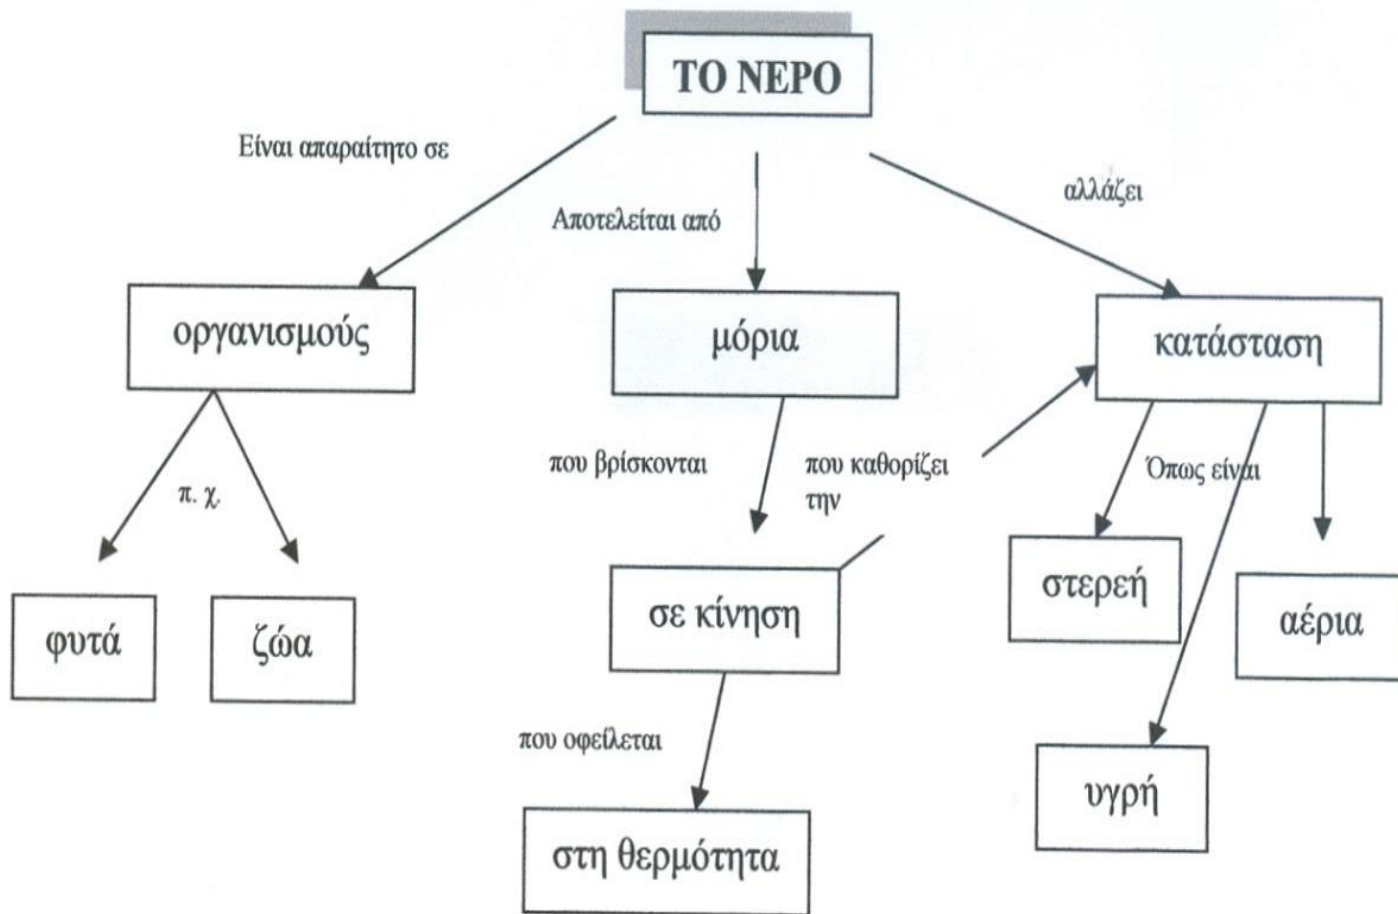 ΤΟ ΝΕΡΟ
Είναι απαραίτητο σε
Αποτελείται από
αλλάζει
οργανισμούς
μόρια
κατάσταση
π. χ.
που βρίσκονται
που καθορίζει
την
Όπως είναι
φυτά
ζώα
σε κίνηση
στερεή
αέρια
που οφείλεται
υγρή
στη θερμότητα